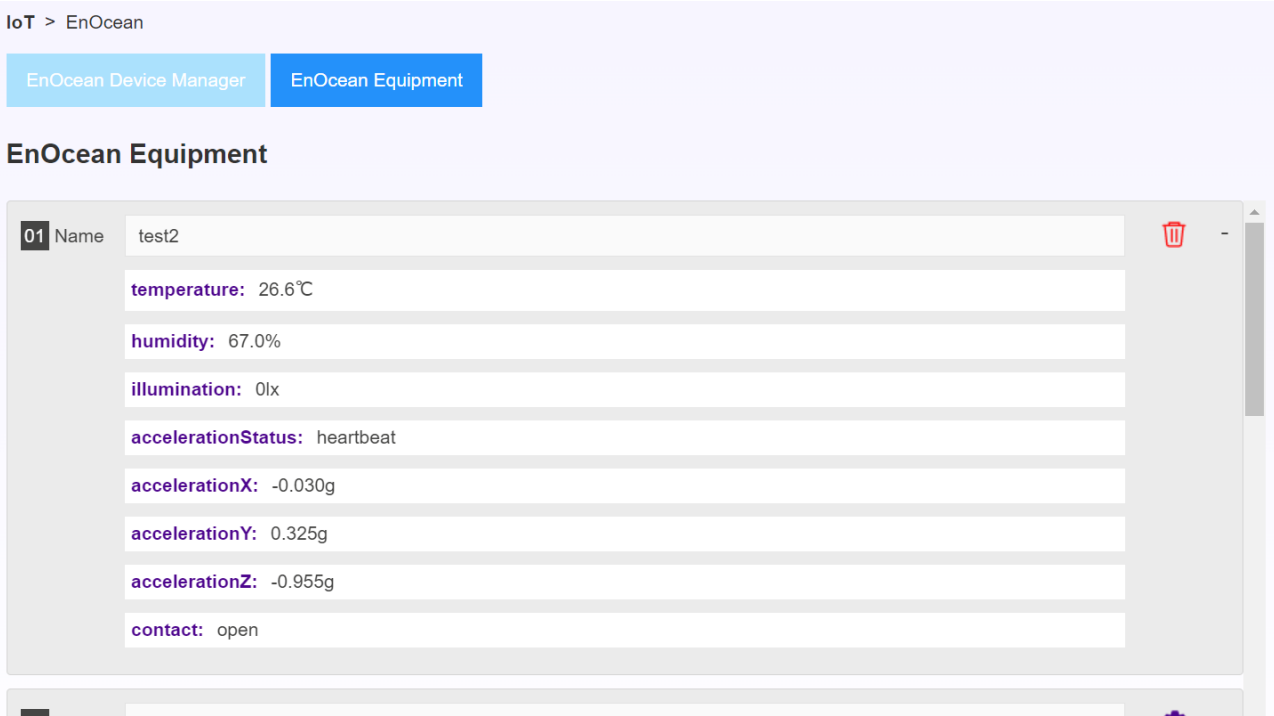 IoT > EnOcean
EnOcean Device Manager EnOcean Equipment
EnOcean Equipment
01 Name test2 -
temperature: 26.6℃
humidity: 67.0%
illumination: 0lx
accelerationStatus: heartbeat
accelerationX: -0.030g
accelerationY: 0.325g
accelerationZ: -0.955g
contact: open